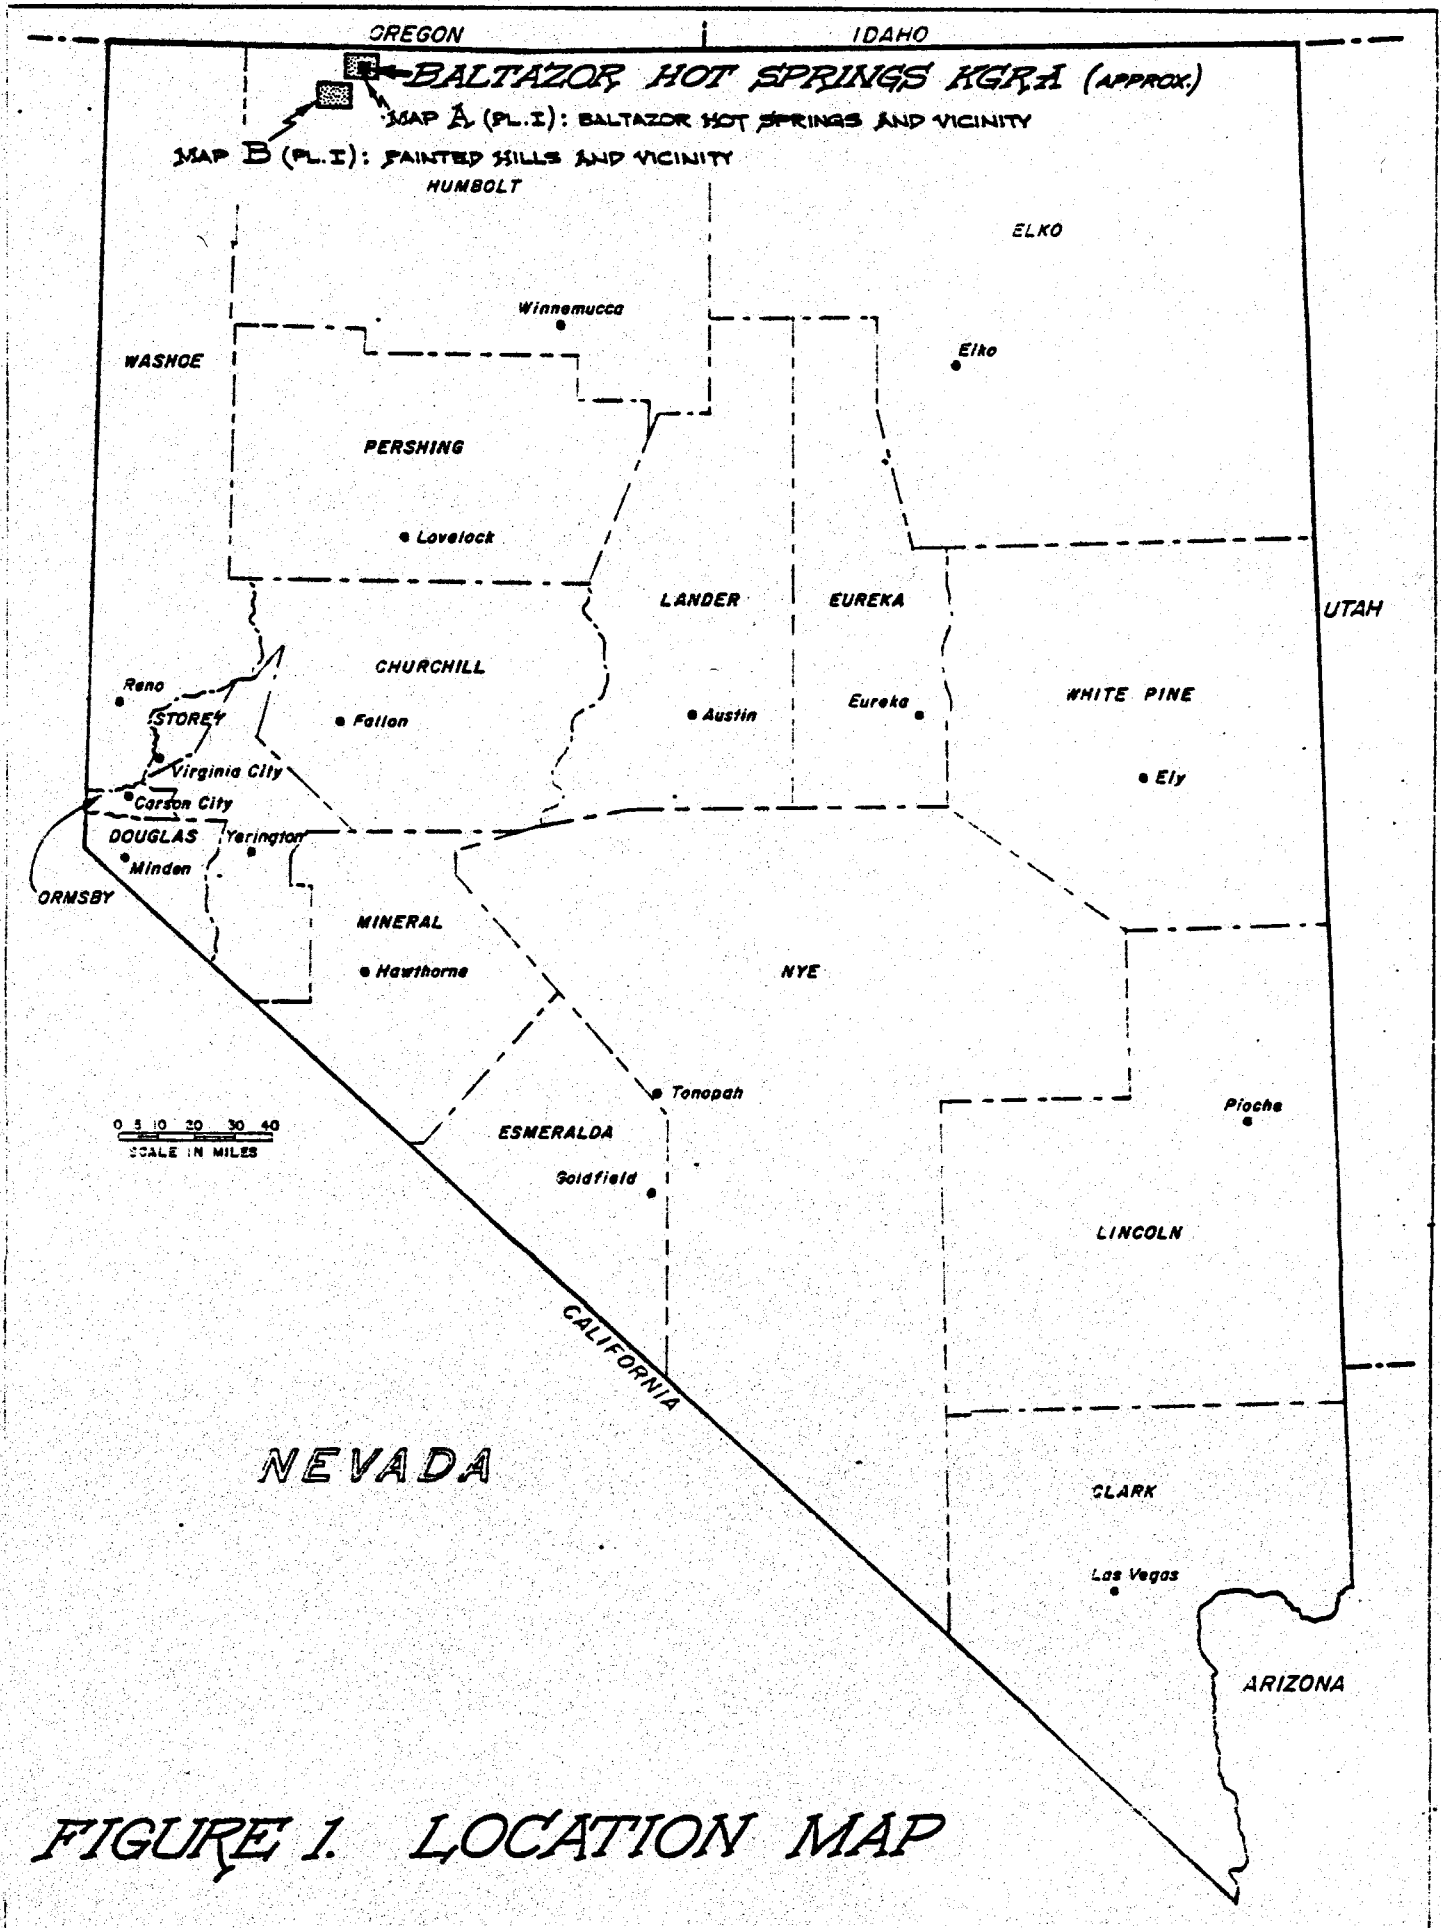 OREGON IDAHO
BALTAZOR HOT SPRINGS KGRA (APPROX.)
MAP A (PL.I): BALTAZOR HOT SPRINGS AND VICINITY
MAP B (PL.I): PAINTED HILLS AND VICINITY
HUMBOLT
ELKO
Winnemucca
Elko
WASHOE
PERSHING
Lovelock
LANDER EUREKA
UTAH
CHURCHILL
Reno
WHITE PINE
STOREY
Fallon
Austin
Eureka
Virginia City
Ely
Carson City
DOUGLAS
Yerington
Minden
ORMSBY
MINERAL
Hawthorne
NYE
Tonopah
Pioche
0 5 10 20 30 40
SCALE IN MILES
ESMERALDA
Goldfield
LINCOLN
CALIFORNIA
NEVADA
CLARK
Las Vegas
ARIZONA
FIGURE 1. LOCATION MAP